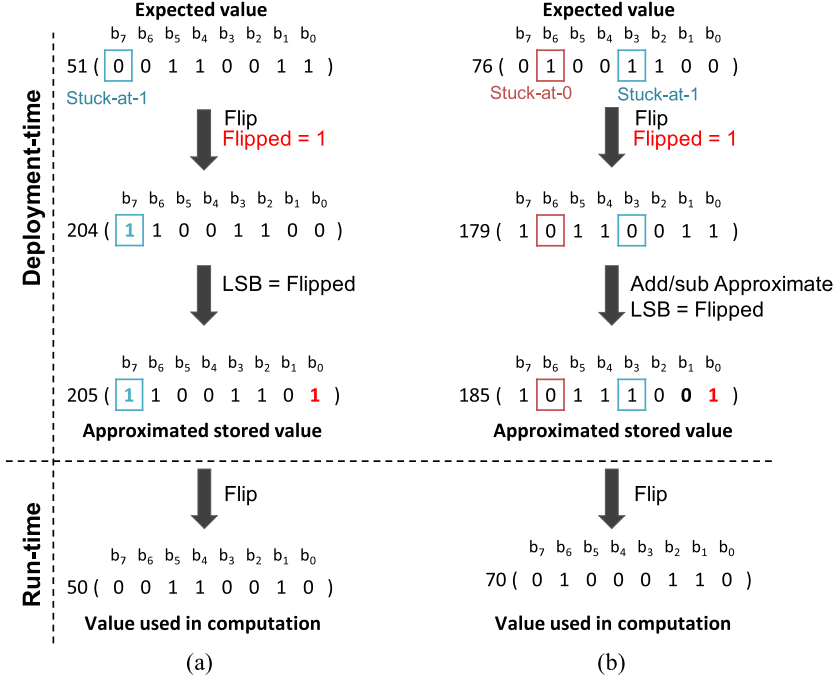 Expected value
b7 b6 b5 b4 b3 b2 b1 b0
51 ( 0 0 1 1 0 0 1 1 )
Stuck-at-1
Flip
Flipped = 1
b7 b6 b5 b4 b3 b2 b1 b0
204 ( 1 1 0 0 1 1 0 0 )
LSB = Flipped
b7 b6 b5 b4 b3 b2 b1 b0
205 ( 1 1 0 0 1 1 0 1 )
Approximated stored value
Flip
b7 b6 b5 b4 b3 b2 b1 b0
50 ( 0 0 1 1 0 0 1 0 )
Value used in computation
(a)
Expected value
b7 b6 b5 b4 b3 b2 b1 b0
76 ( 0 1 0 0 1 1 0 0 )
Stuck-at-0 Stuck-at-1
Flip
Flipped = 1
b7 b6 b5 b4 b3 b2 b1 b0
179 ( 1 0 1 1 0 0 1 1 )
Add/sub Approximate
LSB = Flipped
b7 b6 b5 b4 b3 b2 b1 b0
185 ( 1 0 1 1 1 0 0 1 )
Approximated stored value
Flip
b7 b6 b5 b4 b3 b2 b1 b0
70 ( 0 1 0 0 0 1 1 0 )
Value used in computation
(b)
Deployment-time
Run-time